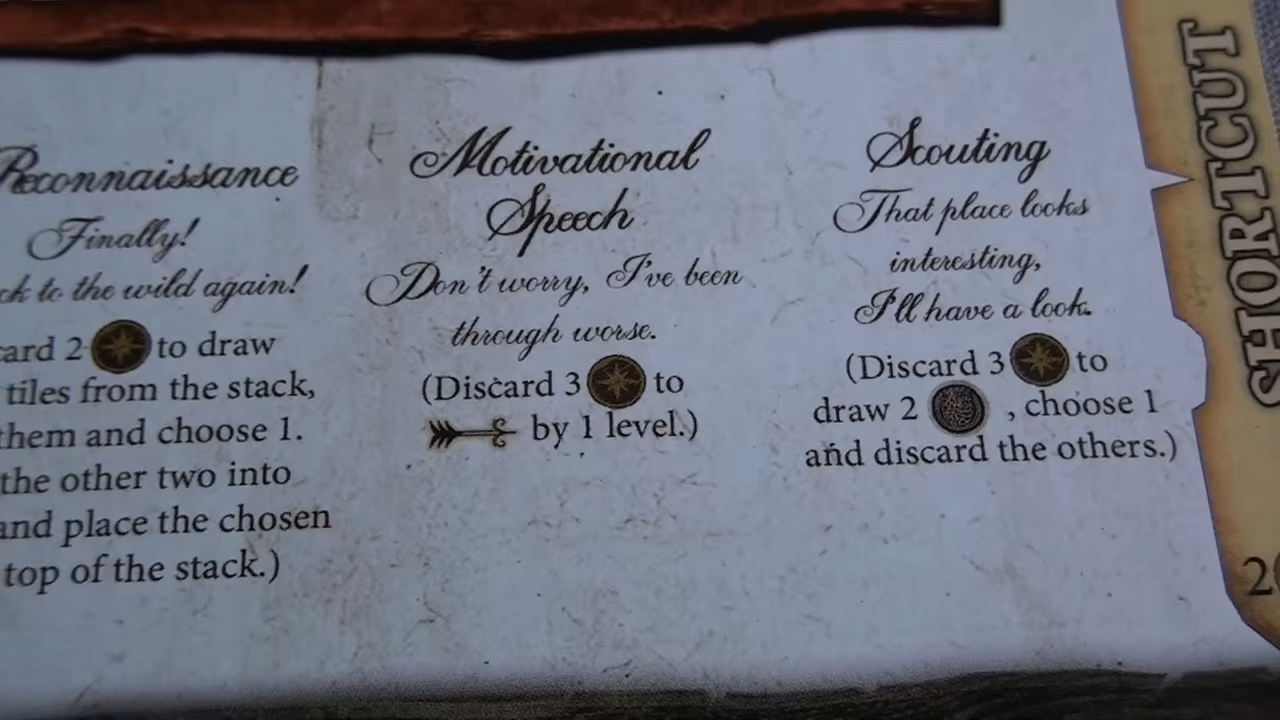 Reconnaissance
Finally!
to the wild again!
2 to draw
tiles from the stack,
them and choose 1.
the other two into
and place the chosen
top of the stack.)
Motivational
Speech
Don't worry, I've been
through worse.
(Discard 3 to
by 1 level.)
Scouting
That place looks
interesting,
I'll have a look.
(Discard 3 to
draw 2 , choose 1
and discard the others.)
SHORTCUT